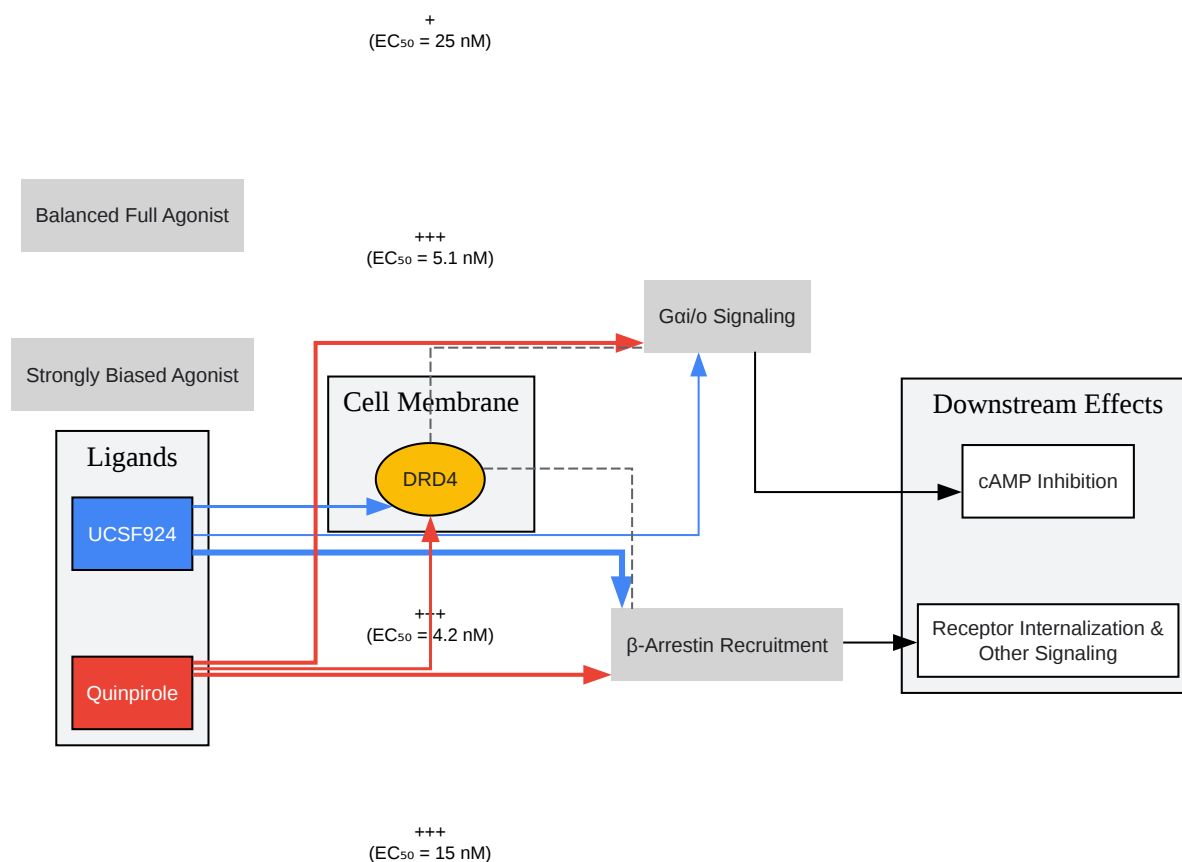 +
(EC₅₀ = 25 nM)
Balanced Full Agonist
+++
(EC₅₀ = 5.1 nM)
Gαi/o Signaling
Strongly Biased Agonist
Cell Membrane
Downstream Effects
Ligands
DRD4
cAMP Inhibition
UCSF924
+++
(EC₅₀ = 4.2 nM)
β-Arrestin Recruitment
Receptor Internalization &
Other Signaling
Quinpirole
+++
(EC₅₀ = 15 nM)